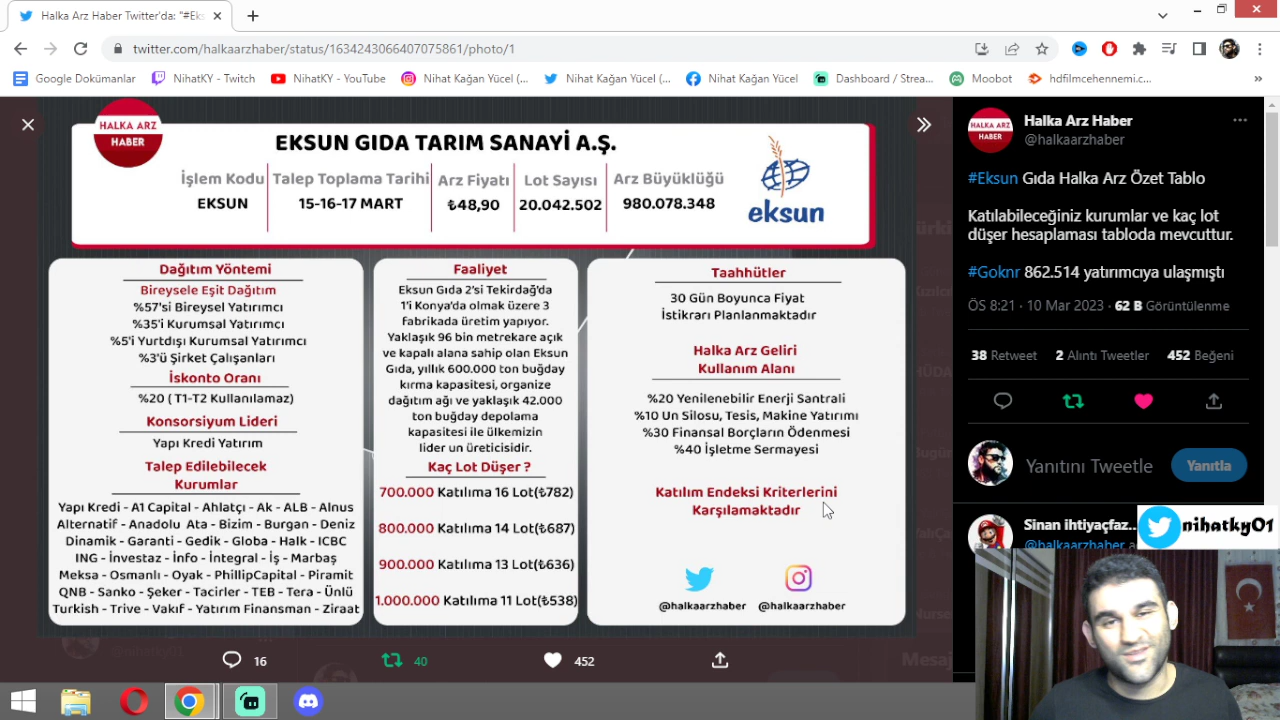 Halka Arz Haber Twitter'da: "#Eks
twitter.com/halkaarzhaber/status/1634243066407075861/photo/1
Google Dokümanlar
NihatKY - Twitch
NihatKY - YouTube
Nihat Kağan Yücel (...
Nihat Kağan Yücel (...
Nihat Kağan Yücel
Dashboard / Strea...
Moobot
hdfilmcehennemi.c...
HALKA ARZ
HABER
EKSUN GIDA TARIM SANAYİ A.Ş.
İşlem Kodu
Talep Toplama Tarihi
Arz Fiyatı
Lot Sayısı
Arz Büyüklüğü
EKSUN
15-16-17 MART
₺48,90
20.042.502
980.078.348
eksun
Dağıtım Yöntemi
Bireysele Eşit Dağıtım
%57'si Bireysel Yatırımcı
%35'i Kurumsal Yatırımcı
%5'i Yurtdışı Kurumsal Yatırımcı
%3'ü Şirket Çalışanları
İskonto Oranı
%20 ( T1-T2 Kullanılamaz)
Konsorsiyum Lideri
Yapı Kredi Yatırım
Talep Edilebilecek
Kurumlar
Yapı Kredi - A1 Capital - Ahlatçı - Ak - ALB - Alnus
Alternatif - Anadolu Ata - Bizim - Burgan - Deniz
Dinamik - Garanti - Gedik - Globa - Halk - ICBC
ING - İnvestaz - İnfo - İntegral - İş - Marbaş
Meksa - Osmanlı - Oyak - PhillipCapital - Piramit
QNB - Sanko - Şeker - Tacirler - TEB - Tera - Ünlü
Turkish - Trive - Vakıf - Yatırım Finansman - Ziraat
Faaliyet
Eksun Gıda 2'si Tekirdağ'da
1'i Konya'da olmak üzere 3
fabrikada üretim yapıyor.
Yaklaşık 96 bin metrekare açık
ve kapalı alana sahip olan Eksun
Gıda, yıllık 600.000 ton buğday
kırma kapasitesi, organize
dağıtım ağı ve yaklaşık 42.000
ton buğday depolama
kapasitesi ile ülkemizin
lider un üreticisidir.
Kaç Lot Düşer ?
700.000 Katılıma 16 Lot(₺782)
800.000 Katılıma 14 Lot(₺687)
900.000 Katılıma 13 Lot(₺636)
1.000.000 Katılıma 11 Lot(₺538)
Taahhütler
30 Gün Boyunca Fiyat
İstikrarı Planlanmaktadır
Halka Arz Geliri
Kullanım Alanı
%20 Yenilenebilir Enerji Santrali
%10 Un Silosu, Tesis, Makine Yatırımı
%30 Finansal Borçların Ödenmesi
%40 İşletme Sermayesi
Katılım Endeksi Kriterlerini
Karşılamaktadır
@halkaarzhaber
@halkaarzhaber
16
40
452
HALKA ARZ
HABER
Halka Arz Haber
@halkaarzhaber
#Eksun Gıda Halka Arz Özet Tablo
Katılabileceğiniz kurumlar ve kaç lot
düşer hesaplaması tabloda mevcuttur.
#Goknr 862.514 yatırımcıya ulaşmıştı
ÖS 8:21 · 10 Mar 2023 · 62 B Görüntülenme
38 Retweet
2 Alıntı Tweetler
452 Beğeni
Yanıtını Tweetle
Yanıtla
Sinan ihtiyaçfaz...
@halkaarzhaber
nihatky01
@nihatky01
Mesaj